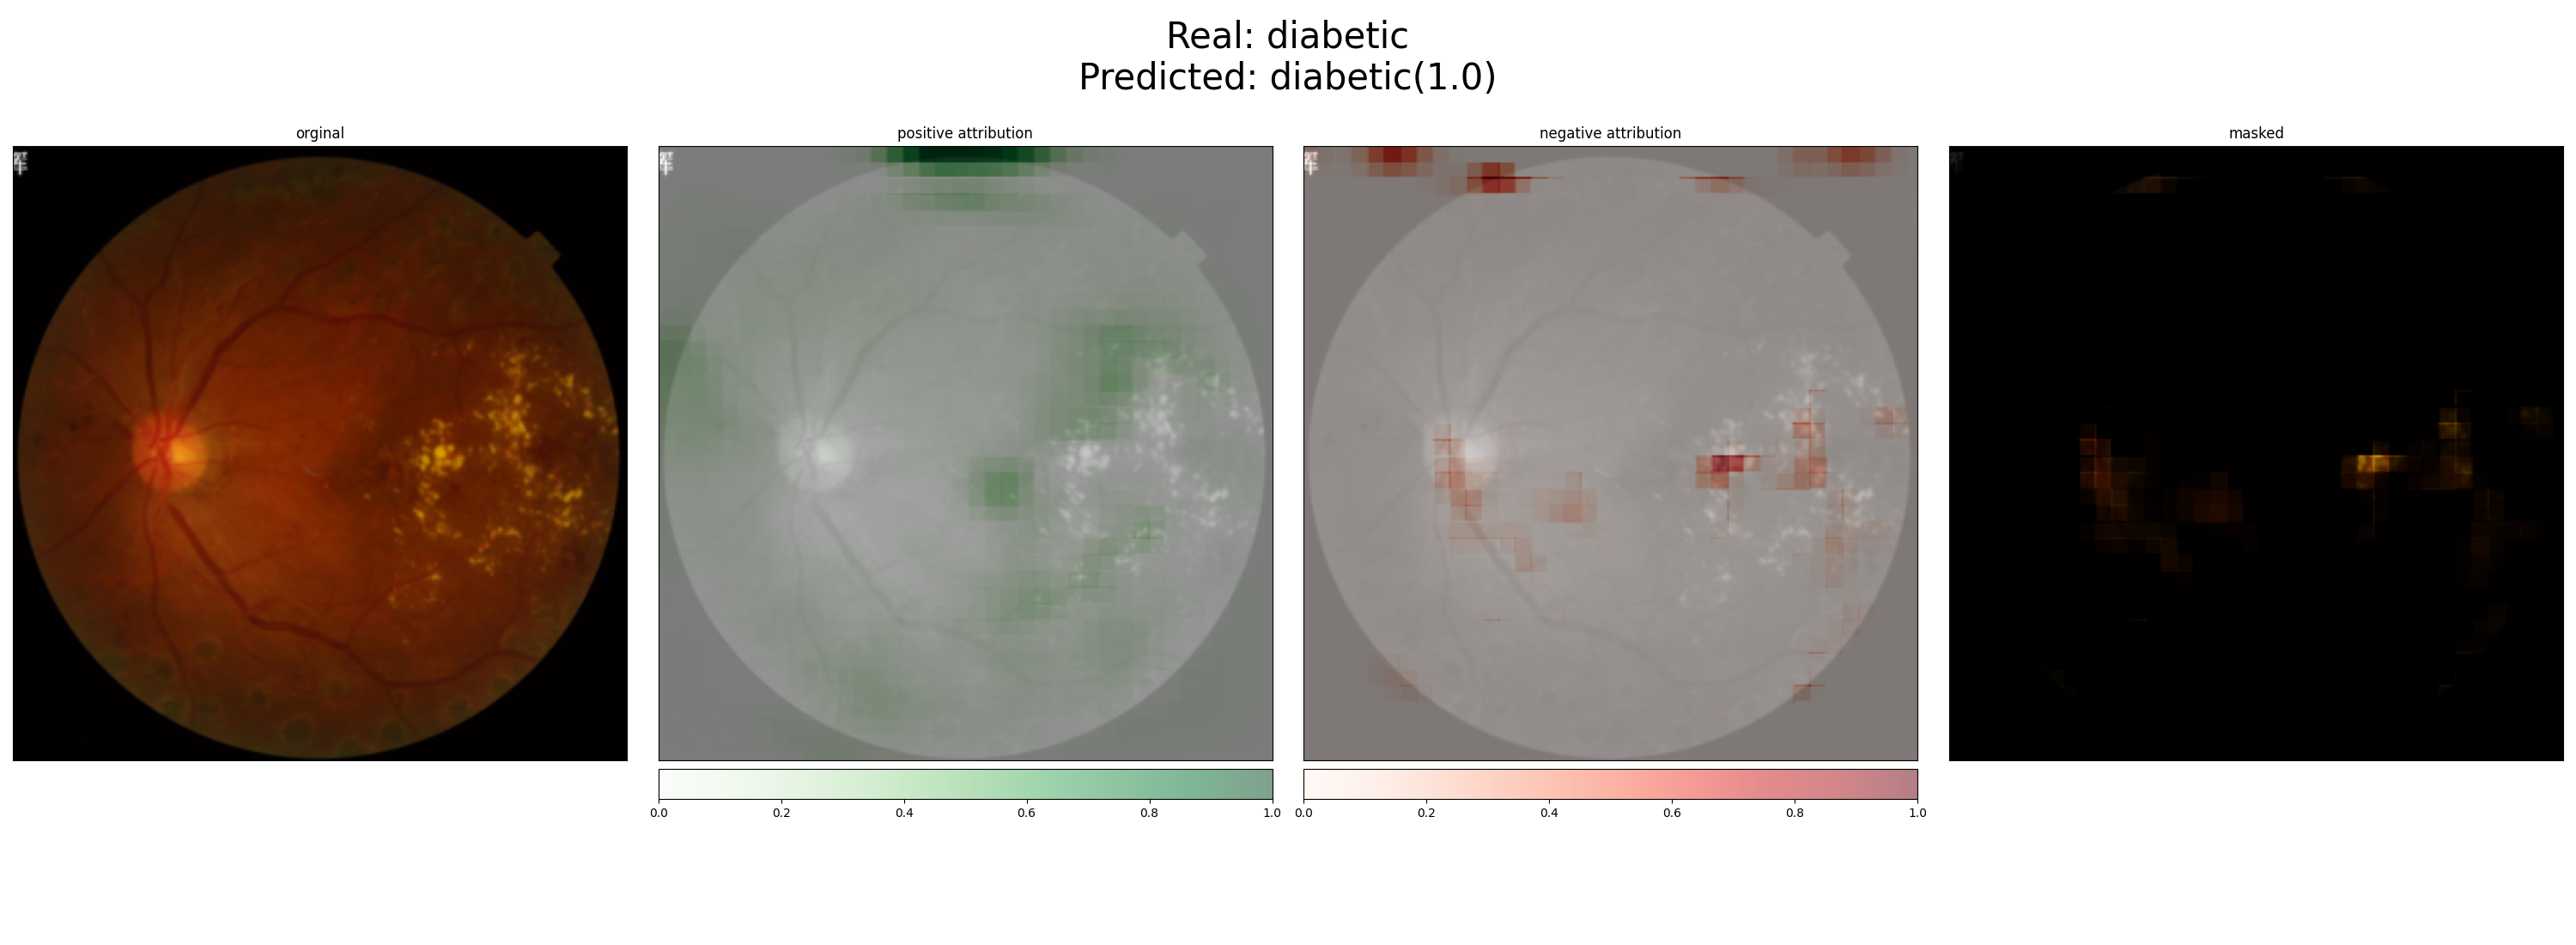 Real: diabetic
Predicted: diabetic(1.0)
orginal
positive attribution
negative attribution
masked
0.0 0.2 0.4 0.6 0.8 1.0
0.0 0.2 0.4 0.6 0.8 1.0